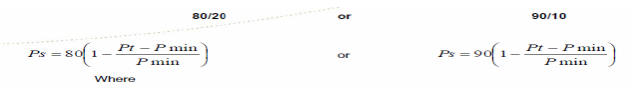 80/20 or 90/10
Ps = 80(1 − (Pt − P min)/(P min)) or Ps = 90(1 − (Pt − P min)/(P min))
Where